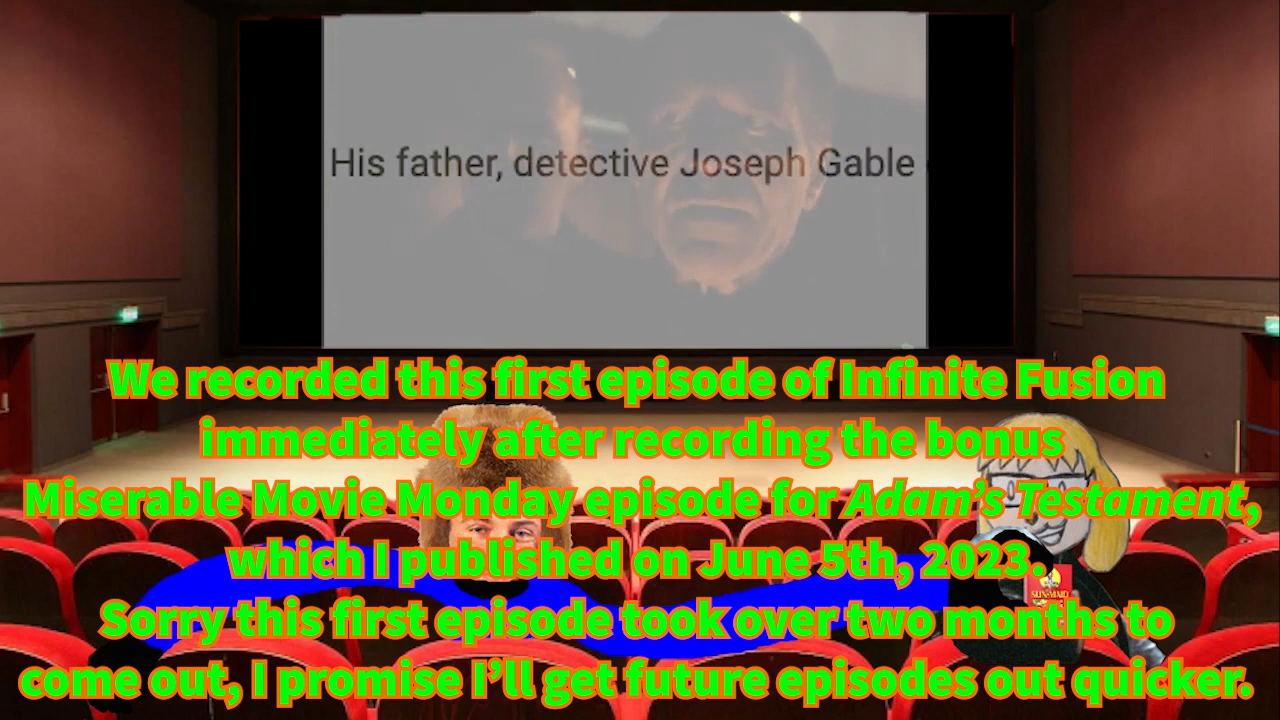 His father, detective Joseph Gable
We recorded this first episode of Infinite Fusion
immediately after recording the bonus
Miserable Movie Monday episode for Adam's Testament,
which I published on June 5th, 2023.
SUN-MAID
Sorry this first episode took over two months to
come out, I promise I'll get future episodes out quicker.